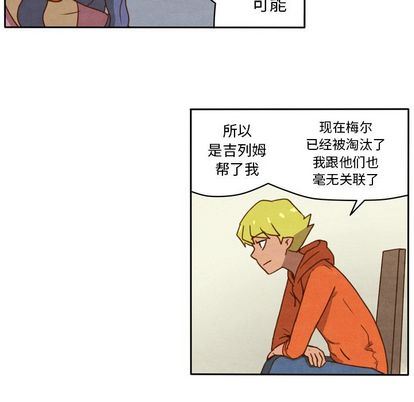 可能
所以
是吉列姆
帮了我
现在梅尔
已经被淘汰了
我跟他们也
毫无关联了